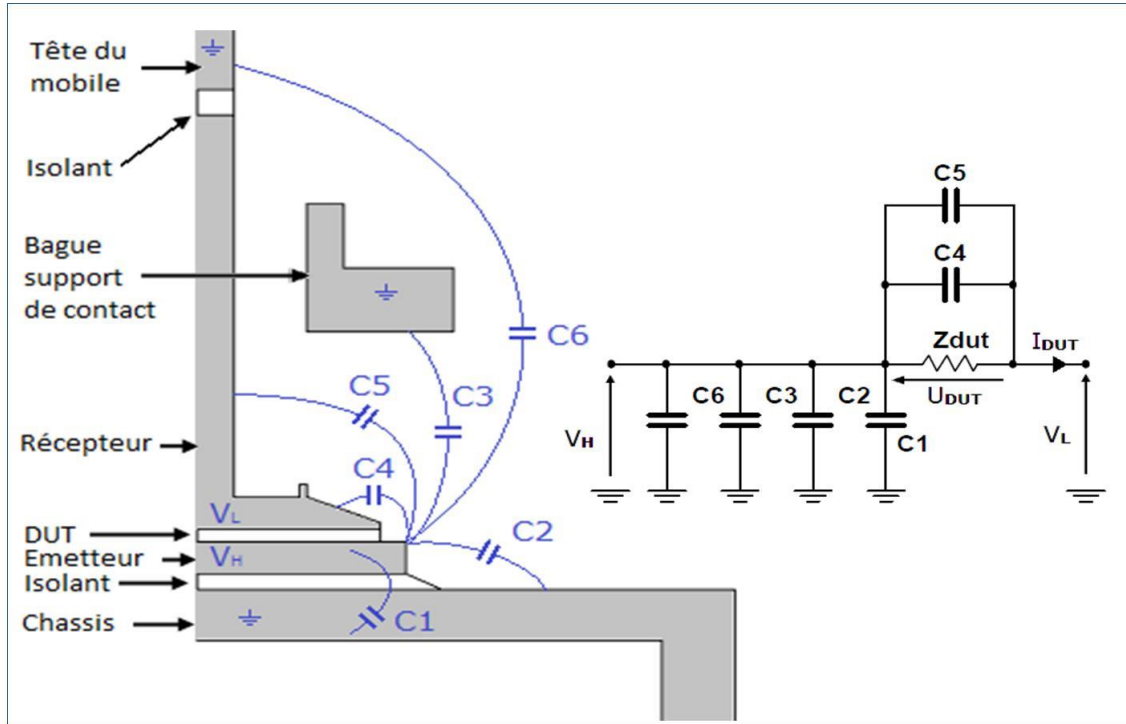 Tête du
mobile
Isolant
Bague
support
de contact
Récepteur
DUT
Emetteur
Isolant
Chassis
VL
VH
C1
C2
C3
C4
C5
C6
C5
C4
Zdut
IDUT
UDUT
C6
C3
C2
C1
VH
VL